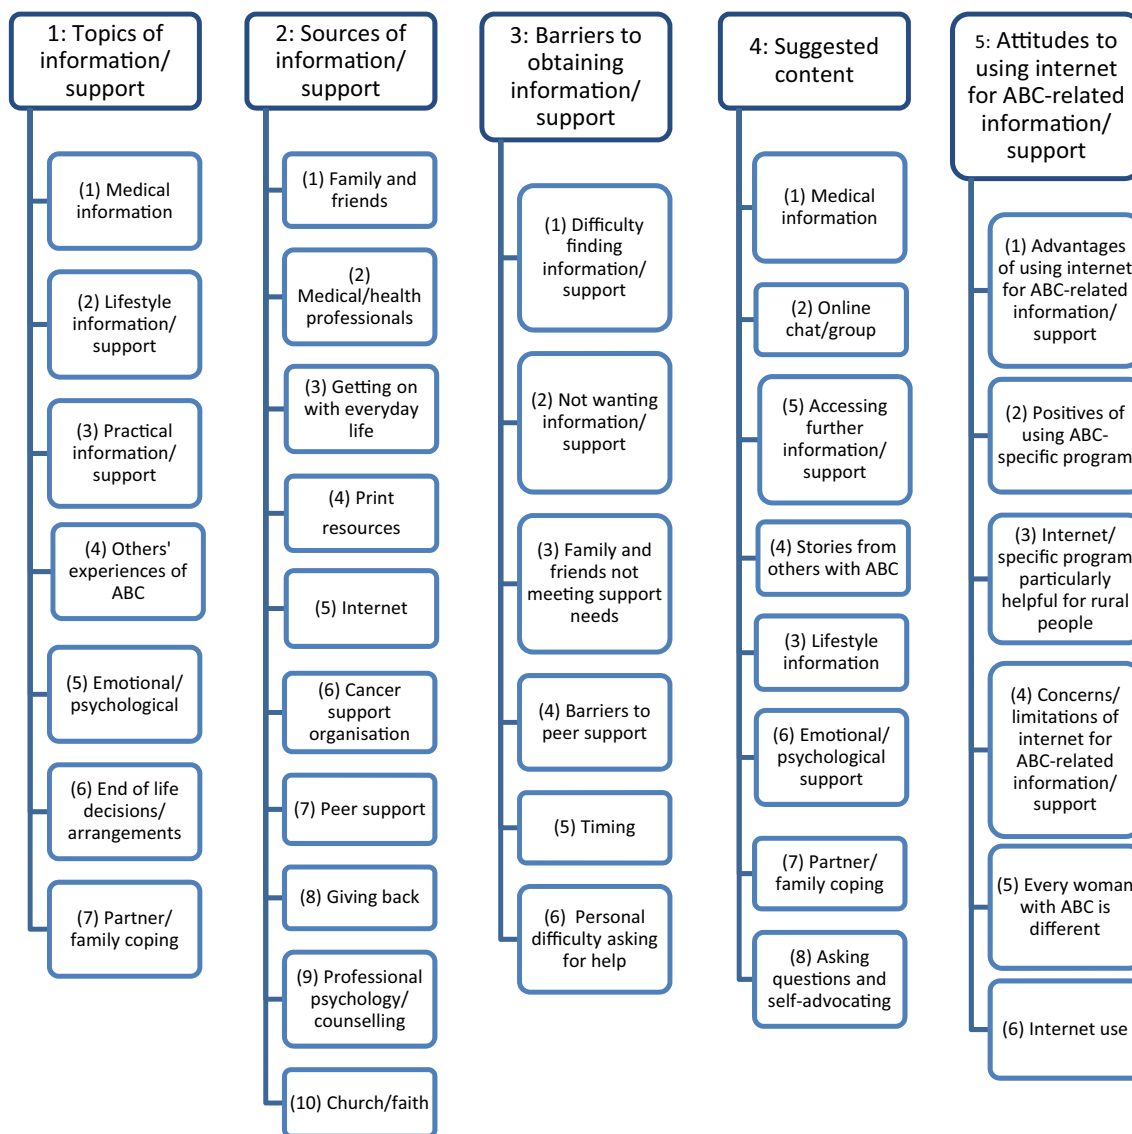 1: Topics of
information/
support
(1) Medical
information
(2) Lifestyle
information/
support
(3) Practical
information/
support
(4) Others'
experiences of
ABC
(5) Emotional/
psychological
(6) End of life
decisions/
arrangements
(7) Partner/
family coping
2: Sources of
information/
support
(1) Family and
friends
(2)
Medical/health
professionals
(3) Getting on
with everyday
life
(4) Print
resources
(5) Internet
(6) Cancer
support
organisation
(7) Peer support
(8) Giving back
(9) Professional
psychology/
counselling
(10) Church/faith
3: Barriers to
obtaining
information/
support
(1) Difficulty
finding
information/
support
(2) Not wanting
information/
support
(3) Family and
friends not
meeting support
needs
(4) Barriers to
peer support
(5) Timing
(6) Personal
difficulty asking
for help
4: Suggested
content
(1) Medical
information
(2) Online
chat/group
(5) Accessing
further
information/
support
(4) Stories from
others with ABC
(3) Lifestyle
information
(6) Emotional/
psychological
support
(7) Partner/
family coping
(8) Asking
questions and
self-advocating
5: Attitudes to
using internet
for ABC-related
information/
support
(1) Advantages
of using internet
for ABC-related
information/
support
(2) Positives of
using ABC-
specific program
(3) Internet/
specific program
particularly
helpful for rural
people
(4) Concerns/
limitations of
internet for
ABC-related
information/
support
(5) Every woman
with ABC is
different
(6) Internet use